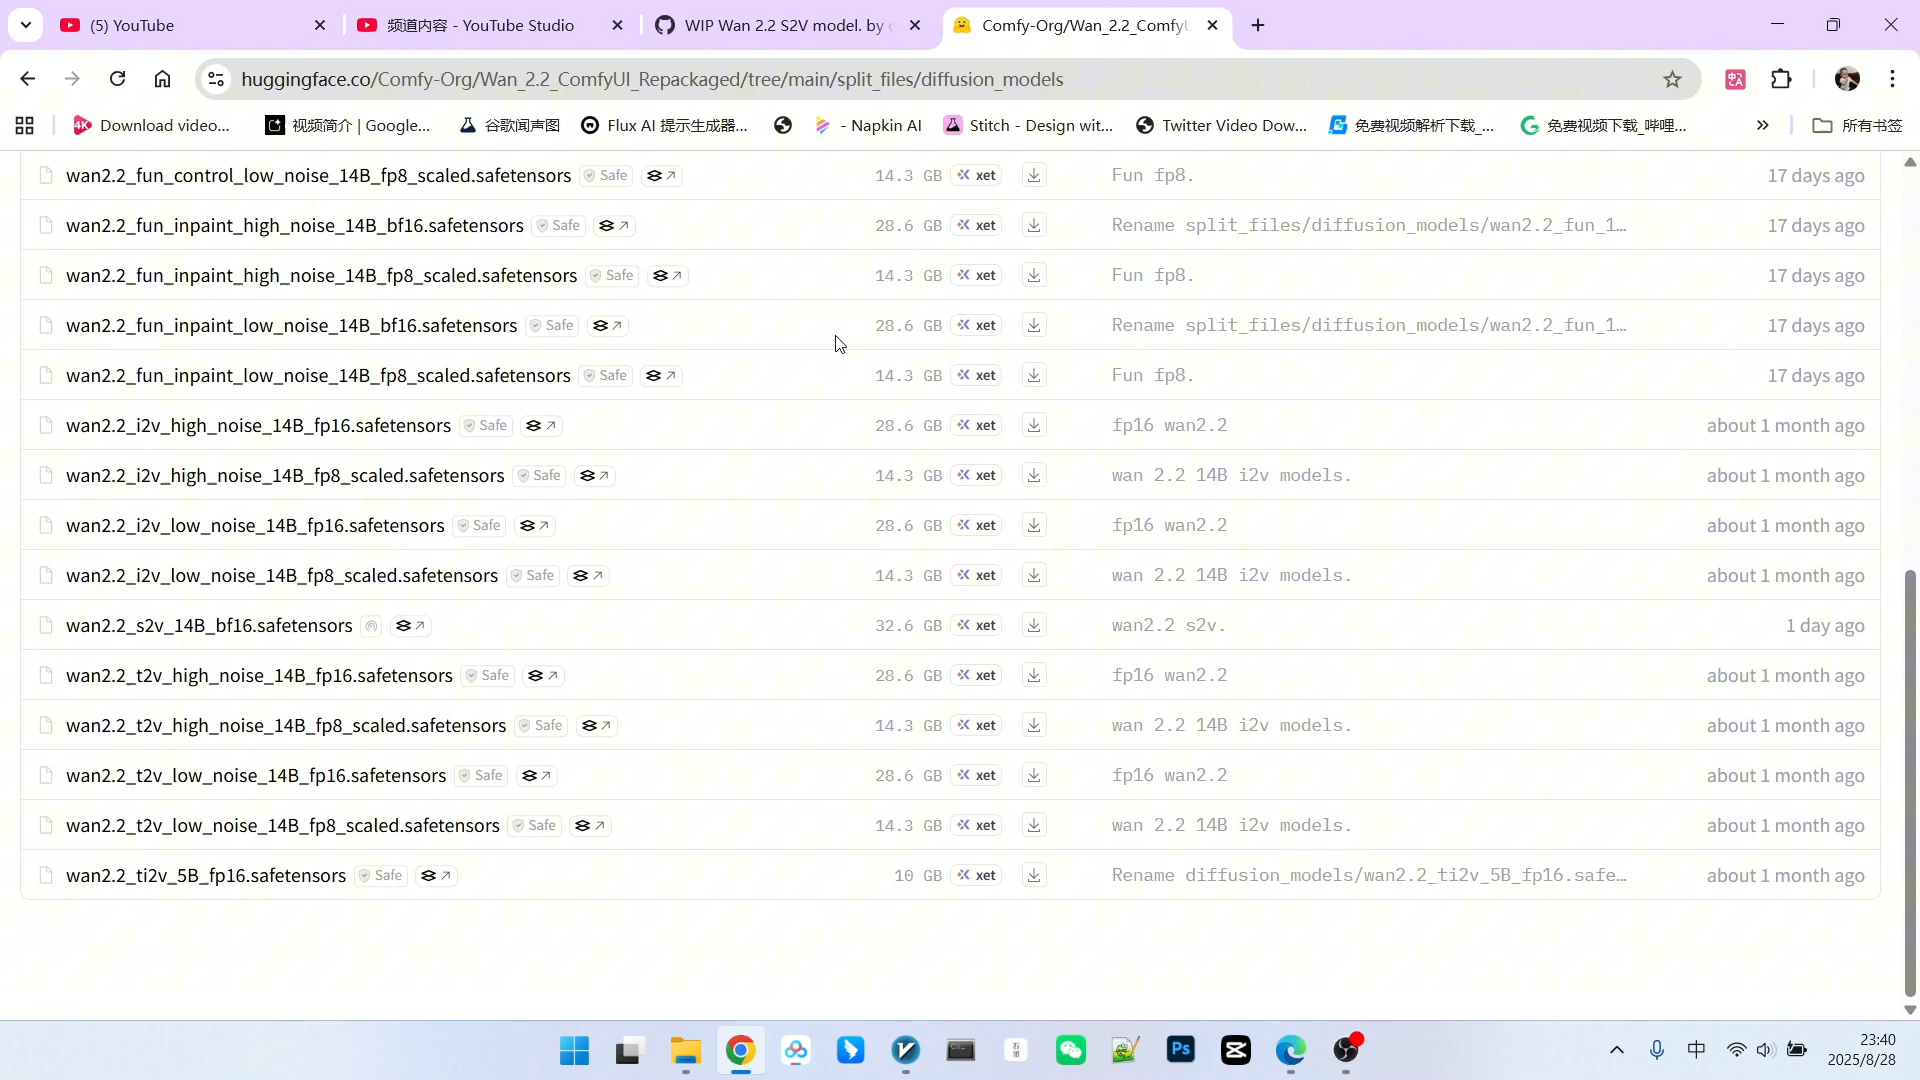 (5) YouTube
频道内容 - YouTube Studio
WIP Wan 2.2 S2V model. by c
Comfy-Org/Wan_2.2_ComfyU
huggingface.co/Comfy-Org/Wan_2.2_ComfyUI_Repackaged/tree/main/split_files/diffusion_models
4K Download video...
视频简介 | Google...
谷歌闻声图
Flux AI 提示生成器...
- Napkin AI
Stitch - Design wit...
Twitter Video Dow...
免费视频解析下载_...
免费视频下载_哔哩...
»
所有书签
wan2.2_fun_control_low_noise_14B_fp8_scaled.safetensors Safe 14.3 GB xet Fun fp8. 17 days ago
wan2.2_fun_inpaint_high_noise_14B_bf16.safetensors Safe 28.6 GB xet Rename split_files/diffusion_models/wan2.2_fun_1… 17 days ago
wan2.2_fun_inpaint_high_noise_14B_fp8_scaled.safetensors Safe 14.3 GB xet Fun fp8. 17 days ago
wan2.2_fun_inpaint_low_noise_14B_bf16.safetensors Safe 28.6 GB xet Rename split_files/diffusion_models/wan2.2_fun_1… 17 days ago
wan2.2_fun_inpaint_low_noise_14B_fp8_scaled.safetensors Safe 14.3 GB xet Fun fp8. 17 days ago
wan2.2_i2v_high_noise_14B_fp16.safetensors Safe 28.6 GB xet fp16 wan2.2 about 1 month ago
wan2.2_i2v_high_noise_14B_fp8_scaled.safetensors Safe 14.3 GB xet wan 2.2 14B i2v models. about 1 month ago
wan2.2_i2v_low_noise_14B_fp16.safetensors Safe 28.6 GB xet fp16 wan2.2 about 1 month ago
wan2.2_i2v_low_noise_14B_fp8_scaled.safetensors Safe 14.3 GB xet wan 2.2 14B i2v models. about 1 month ago
wan2.2_s2v_14B_bf16.safetensors 32.6 GB xet wan2.2 s2v. 1 day ago
wan2.2_t2v_high_noise_14B_fp16.safetensors Safe 28.6 GB xet fp16 wan2.2 about 1 month ago
wan2.2_t2v_high_noise_14B_fp8_scaled.safetensors Safe 14.3 GB xet wan 2.2 14B i2v models. about 1 month ago
wan2.2_t2v_low_noise_14B_fp16.safetensors Safe 28.6 GB xet fp16 wan2.2 about 1 month ago
wan2.2_t2v_low_noise_14B_fp8_scaled.safetensors Safe 14.3 GB xet wan 2.2 14B i2v models. about 1 month ago
wan2.2_ti2v_5B_fp16.safetensors Safe 10 GB xet Rename diffusion_models/wan2.2_ti2v_5B_fp16.safe… about 1 month ago
石墨
Ps
中
23:40
2025/8/28